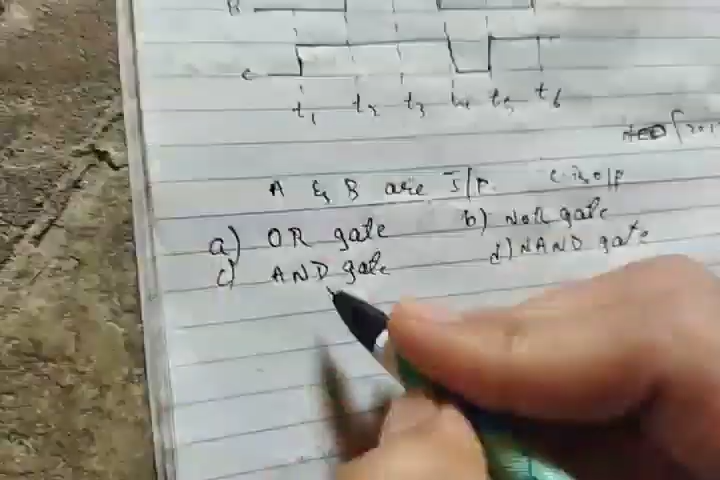 B
c
t1 t2 t3 t4 t5 t6
A & B are I/P. C is o/p
a) OR gate b) NOR gate
c) AND gate d) NAND gate